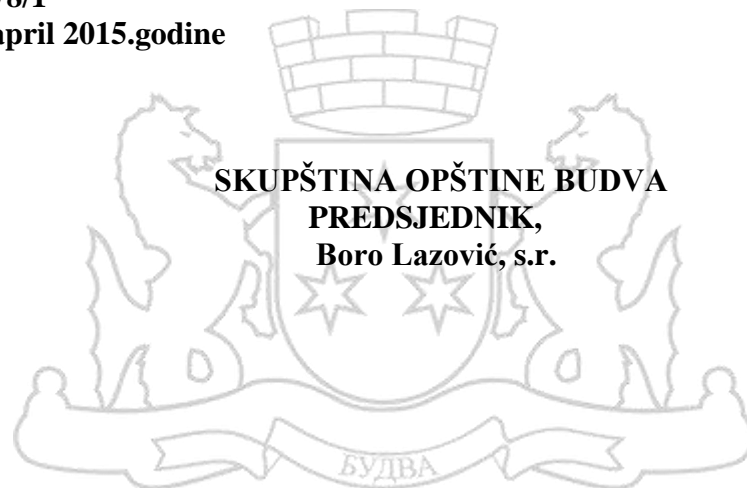 april 2015.godine
SKUPŠTINA OPŠTINE BUDVA
PREDSJEDNIK,
Boro Lazović, s.r.
БУДВА